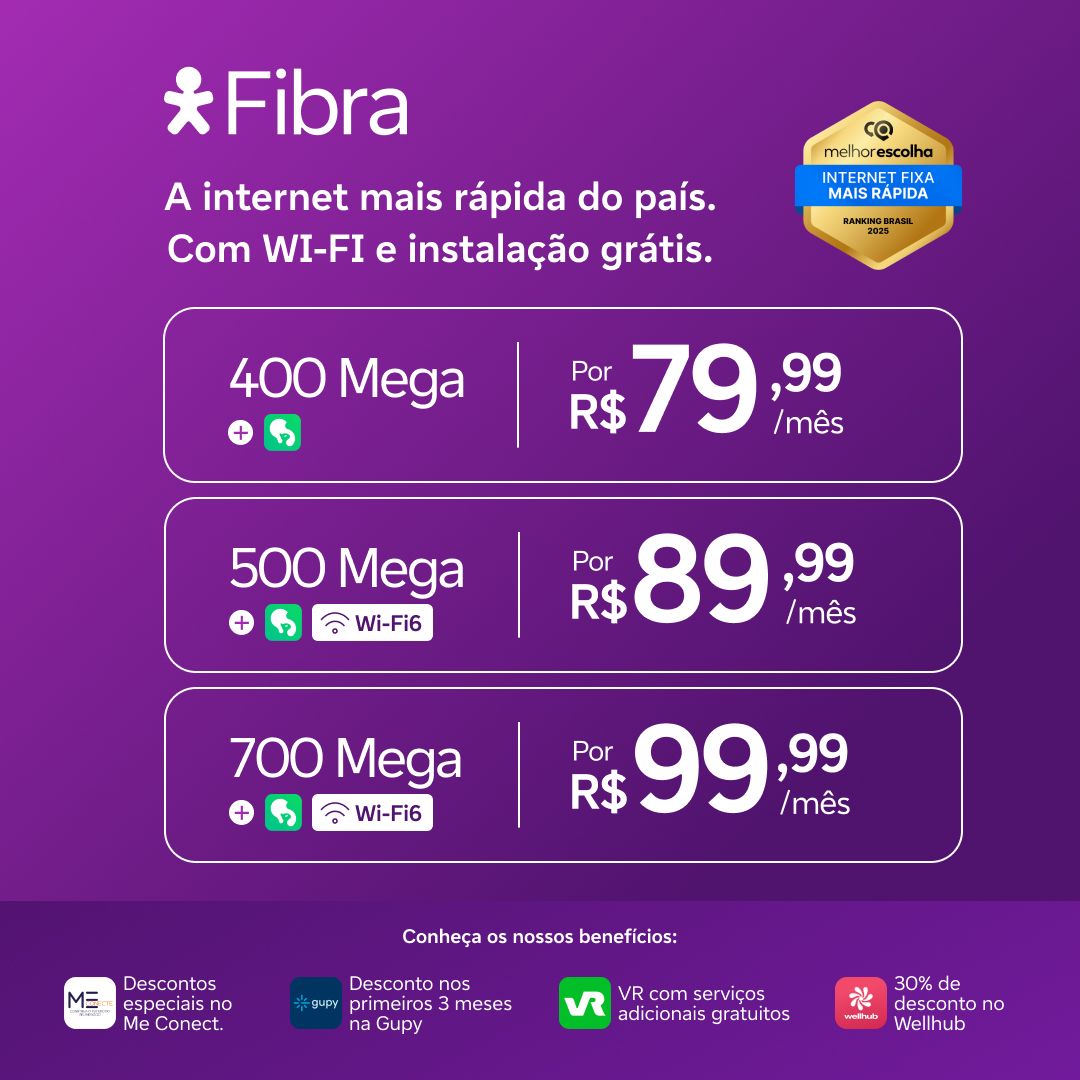 Fibra
A internet mais rápida do país.
Com WI-FI e instalação grátis.
melhorescolha
INTERNET FIXA
MAIS RÁPIDA
RANKING BRASIL
2025
400 Mega
+
Por
R$79,99
/mês
500 Mega
+ Wi-Fi6
Por
R$89,99
/mês
700 Mega
+ Wi-Fi6
Por
R$99,99
/mês
Conheça os nossos benefícios:
ME CONECTE
Descontos
especiais no
Me Conect.
gupy
Desconto nos
primeiros 3 meses
na Gupy
VR
VR com serviços
adicionais gratuitos
wellhub
30% de
desconto no
Wellhub